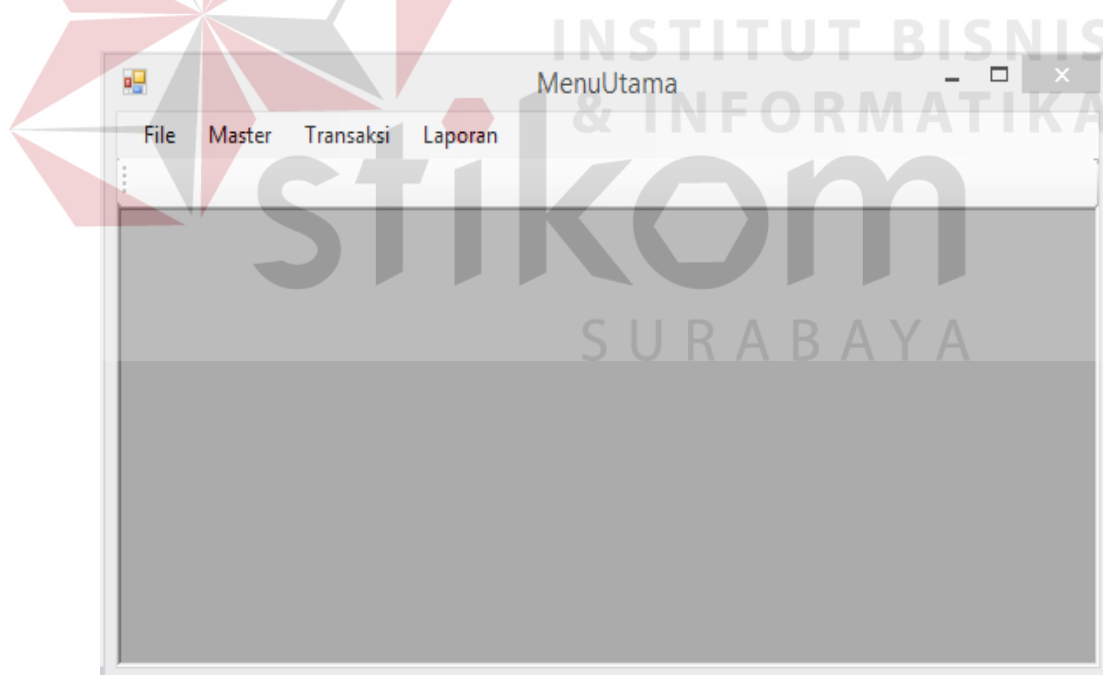 INSTITUT BISNIS
MenuUtama
& INFORMATIKA
File Master Transaksi Laporan
stikom
SURABAYA